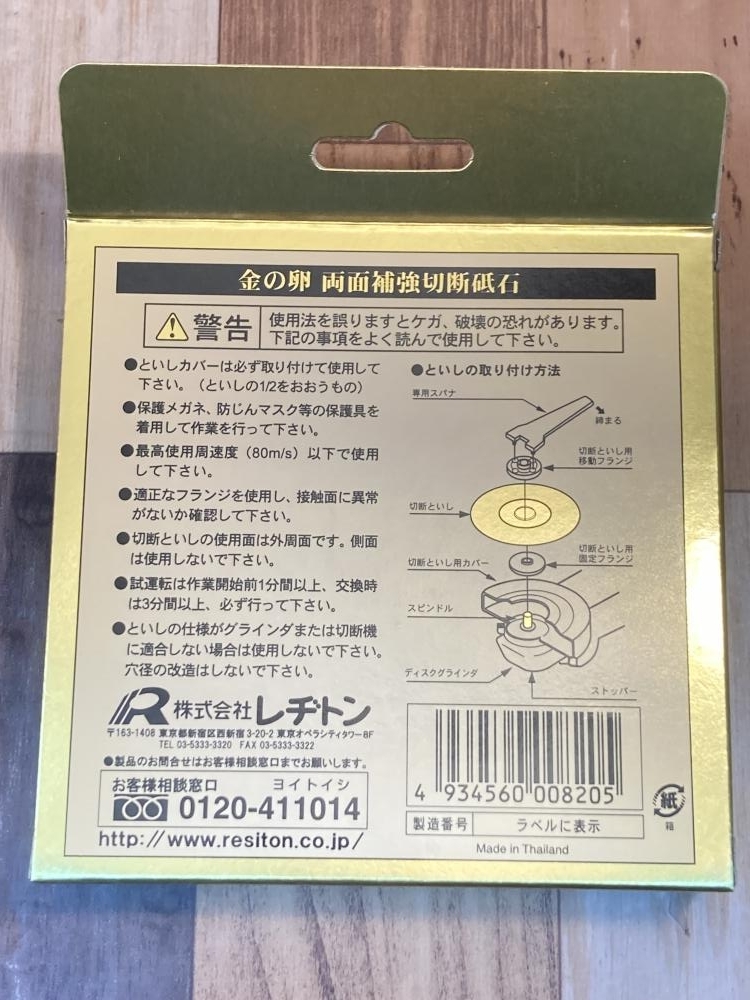 金の卵 両面補強切断砥石
警告
使用法を誤りますとケガ、破壊の恐れがあります。
下記の事項をよく読んで使用して下さい。
●といしカバーは必ず取り付けて使用して
下さい。（といしの1/2をおおうもの）
●保護メガネ、防じんマスク等の保護具を
着用して作業を行って下さい。
●最高使用周速度（80m/s）以下で使用
して下さい。
●適正なフランジを使用し、接触面に異常
がないか確認して下さい。
●切断といしの使用面は外周面です。側面
は使用しないで下さい。
●試運転は作業開始前1分間以上、交換時
は3分間以上、必ず行って下さい。
●といしの仕様がグラインダまたは切断機
に適合しない場合は使用しないで下さい。
穴径の改造はしないで下さい。
●といしの取り付け方法
専用スパナ
締まる
切断といし用
移動フランジ
切断といし
切断といし用カバー
切断といし用
固定フランジ
スピンドル
ディスクグラインダ
ストッパー
R 株式会社レヂトン
〒163-1408 東京都新宿区西新宿3-20-2 東京オペラシティタワー8F
TEL 03-5333-3320 FAX 03-5333-3322
●製品のお問合せはお客様相談窓口までお願いします。
お客様相談窓口 ヨイトイシ
0120-411014
http://www.resiton.co.jp/
4 934560 008205
製造番号 ラベルに表示
Made in Thailand
紙
箱